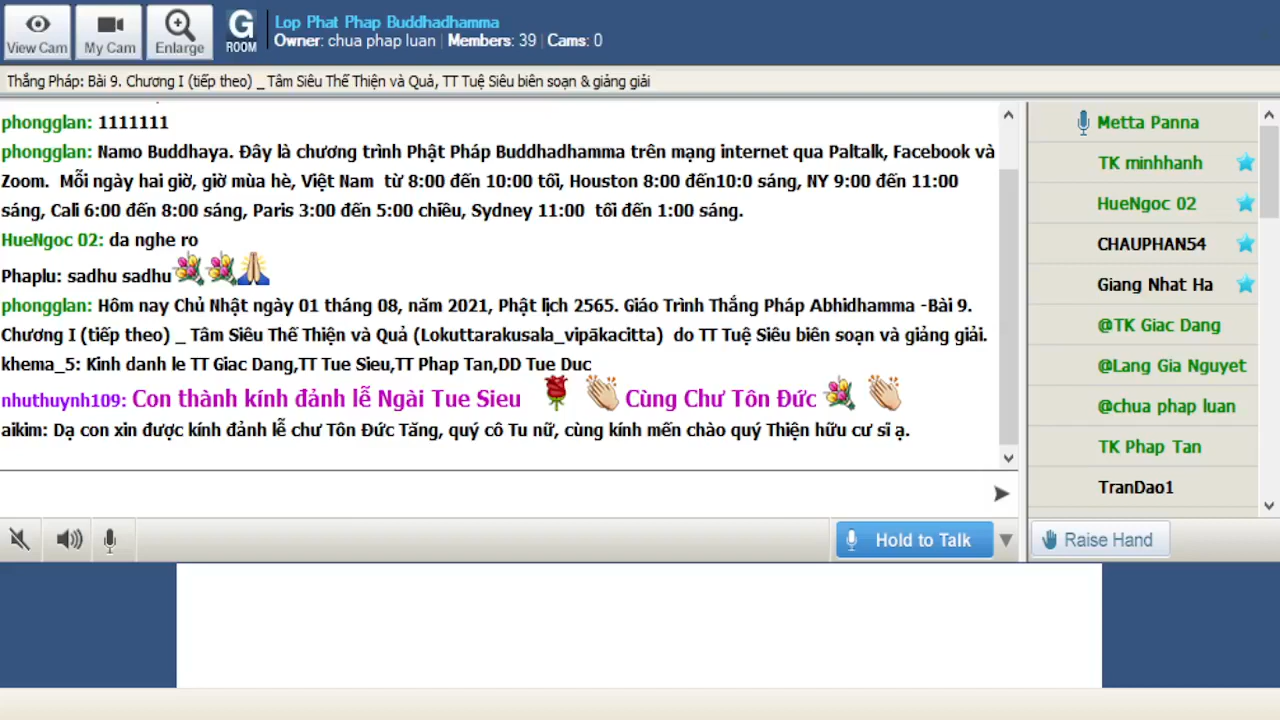 View Cam
My Cam
Enlarge
G
ROOM
Lop Phat Phap Buddhadhamma
Owner: chua phap luan | Members: 39 | Cams: 0
Thắng Pháp: Bài 9. Chương I (tiếp theo) _ Tâm Siêu Thế Thiện và Quả, TT Tuệ Siêu biên soạn & giảng giải
phongglan: 1111111
phongglan: Namo Buddhaya. Đây là chương trình Phật Pháp Buddhadhamma trên mạng internet qua Paltalk, Facebook và
Zoom. Mỗi ngày hai giờ, giờ mùa hè, Việt Nam từ 8:00 đến 10:00 tối, Houston 8:00 đến10:0 sáng, NY 9:00 đến 11:00
sáng, Cali 6:00 đến 8:00 sáng, Paris 3:00 đến 5:00 chiều, Sydney 11:00 tối đến 1:00 sáng.
HueNgoc 02: da nghe ro
Phaplu: sadhu sadhu
phongglan: Hôm nay Chủ Nhật ngày 01 tháng 08, năm 2021, Phật lịch 2565. Giáo Trình Thắng Pháp Abhidhamma -Bài 9.
Chương I (tiếp theo) _ Tâm Siêu Thế Thiện và Quả (Lokuttarakusala_vipākacitta) do TT Tuệ Siêu biên soạn và giảng giải.
khema_5: Kinh danh le TT Giac Dang,TT Tue Sieu,TT Phap Tan,DD Tue Duc
nhuthuynh109: Con thành kính đảnh lễ Ngài Tue Sieu Cùng Chư Tôn Đức
aikim: Dạ con xin được kính đảnh lễ chư Tôn Đức Tăng, quý cô Tu nữ, cùng kính mến chào quý Thiện hữu cư sĩ ạ.
Metta Panna
TK minhhanh
HueNgoc 02
CHAUPHAN54
Giang Nhat Ha
@TK Giac Dang
@Lang Gia Nguyet
@chua phap luan
TK Phap Tan
TranDao1
Hold to Talk
Raise Hand